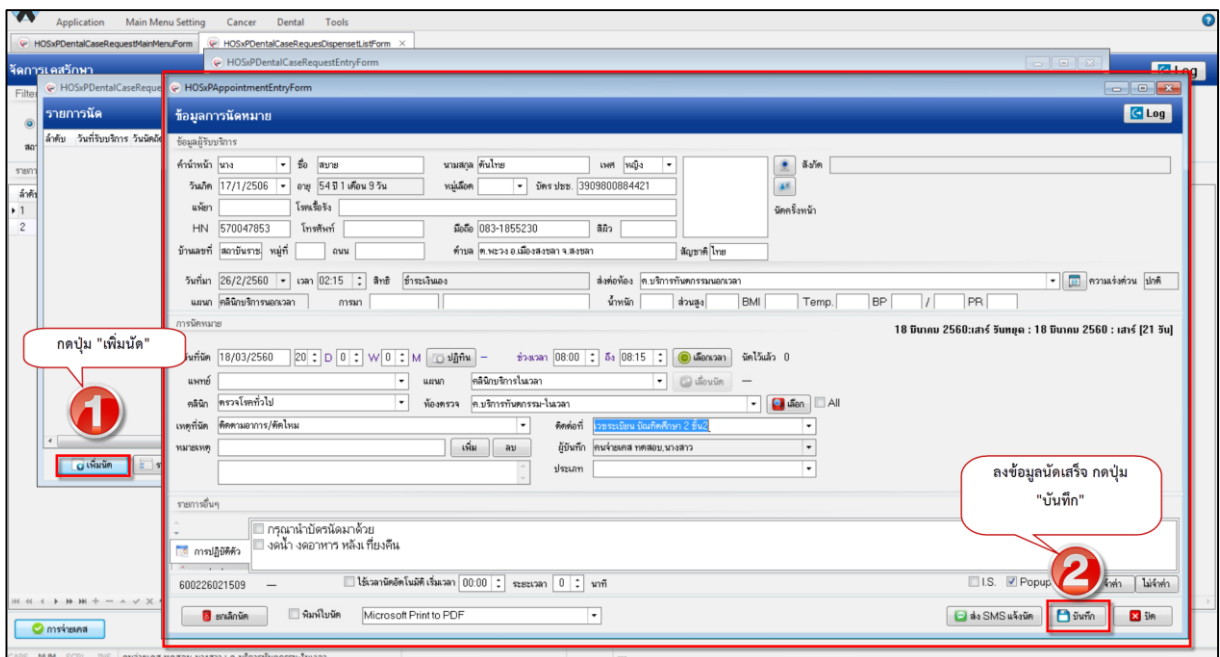 Application Main Menu Setting Cancer Dental Tools
HOSxPDentalCaseRequestMainMenuForm HOSxPDentalCaseRequesDispensetListForm ×
HOSxPDentalCaseRequestEntryForm
จัดการเคสรักษา Log
Filter HOSxPDentalCaseReque HOSxPAppointmentEntryForm
รายการนัด ข้อมูลการนัดหมาย Log
ลำดับ วันที่รับบริการ วันนัดถัด ข้อมูลผู้รับบริการ
คำนำหน้า นาง ชื่อ สบาย นามสกุล คันไทย เพศ หญิง สังกัด
วันเกิด 17/1/2506 อายุ 54 ปี 1 เดือน 9 วัน หมู่เลือด บัตร ปชช. 3909800884421
แพ้ยา โรคเรื้อรัง นัดครั้งหน้า
HN 570047853 โทรศัพท์ มือถือ 083-1855230 สีผิว
บ้านเลขที่ สถาบันราช หมู่ที่ ถนน ตำบล ต.พะวง อ.เมืองสงขลา จ.สงขลา สัญชาติ ไทย
วันที่มา 26/2/2560 เวลา 02:15 สิทธิ ชำระเงินเอง ส่งต่อห้อง ค.บริการทันตกรรมนอกเวลา ความเร่งด่วน ปกติ
แผนก คลินิกบริการนอกเวลา การมา น้ำหนัก ส่วนสูง BMI Temp. BP / PR
การนัดหมาย
18 มีนาคม 2560:เสาร์ วันหยุด : 18 มีนาคม 2560 : เสาร์ [21 วัน]
กดปุ่ม "เพิ่มนัด"
วันที่นัด 18/03/2560 20 D 0 W 0 M ปฏิทิน – ช่วงเวลา 08:00 ถึง 08:15 เลือกเวลา นัดไว้แล้ว 0
แพทย์ แผนก คลินิกบริการในเวลา เลื่อนนัด —
1
คลินิก ตรวจโรคทั่วไป ห้องตรวจ ค.บริการทันตกรรม-ในเวลา เลือก All
เหตุที่นัด ติดตามอาการ/ตัดไหม ติดต่อที่ เวชระเบียน บัณฑิตศึกษา 2 ชั้น2
หมายเหตุ เพิ่ม ลบ ผู้บันทึก คนจ่ายเคส ทดสอบ,นางสาว
ประเภท
เพิ่มนัด
ลงข้อมูลนัดเสร็จ กดปุ่ม
"บันทึก"
รายการอื่นๆ
กรุณานำบัตรนัดมาด้วย
การปฏิบัติตัว งดน้ำ งดอาหาร หลังเที่ยงคืน
2
600226021509 — ใช้เวลานัดอัตโนมัติ เริ่มเวลา 00:00 ระยะเวลา 0 นาที I.S. Popup ไม่จำค่า
ยกเลิกนัด พิมพ์ใบนัด Microsoft Print to PDF ส่ง SMS แจ้งนัด บันทึก ปิด
การจ่ายเคส